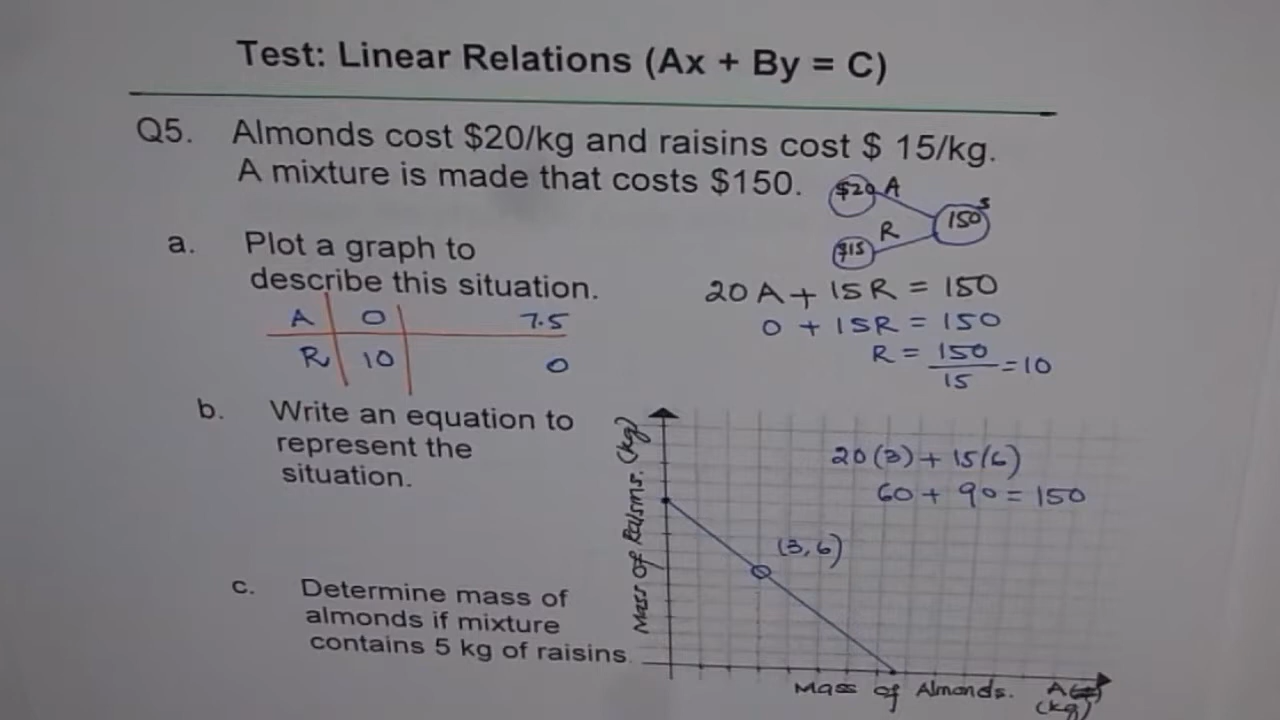 Test: Linear Relations (Ax + By = C)
Q5. Almonds cost $20/kg and raisins cost $ 15/kg.
A mixture is made that costs $150.
$20 A
R
$15
150 $
a. Plot a graph to
describe this situation.
A 0 7.5
R 10 0
20A + 15R = 150
0 + 15R = 150
R = 150/15 = 10
b. Write an equation to
represent the
situation.
Mass of Raisins. (kg)
20(3) + 15(6)
60 + 90 = 150
(3, 6)
c. Determine mass of
almonds if mixture
contains 5 kg of raisins.
Mass of Almonds. A
(kg)